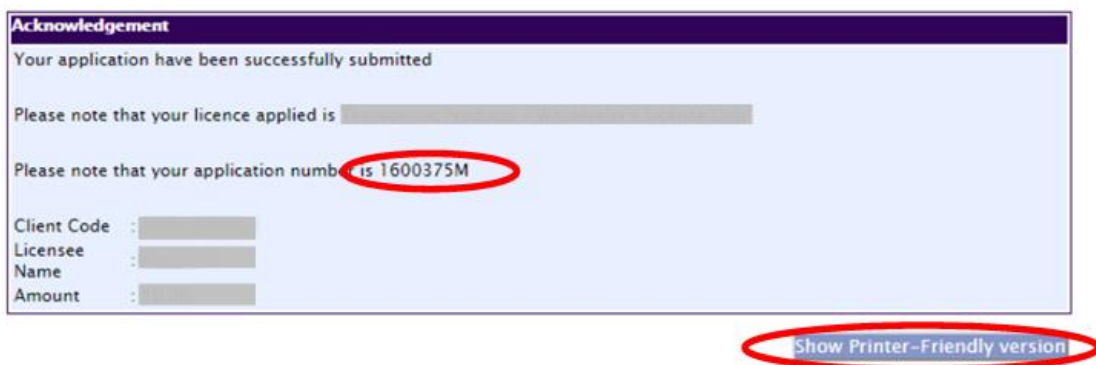 Acknowledgement
Your application have been successfully submitted
Please note that your licence applied is
Please note that your application number is 1600375M
Client Code :
Licensee Name :
Amount :
Show Printer-Friendly version